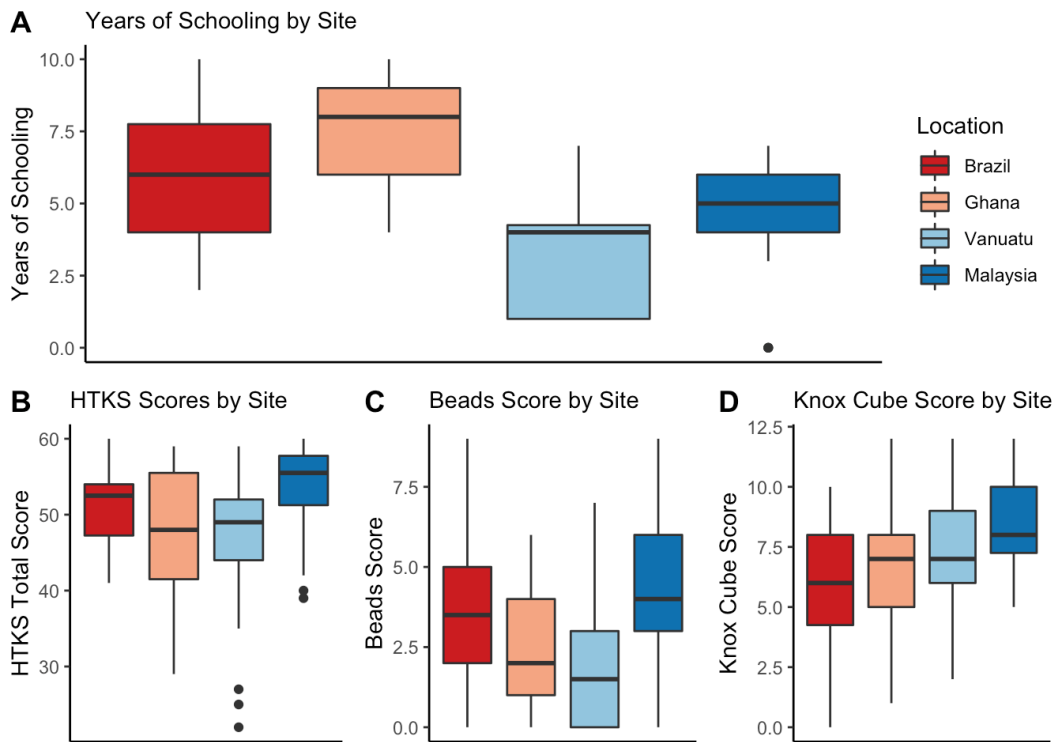 A Years of Schooling by Site
Years of Schooling
10.0
7.5
5.0
2.5
0.0
Location
Brazil
Ghana
Vanuatu
Malaysia
B HTKS Scores by Site
HTKS Total Score
60
50
40
30
C Beads Score by Site
Beads Score
7.5
5.0
2.5
0.0
D Knox Cube Score by Site
Knox Cube Score
12.5
10.0
7.5
5.0
2.5
0.0